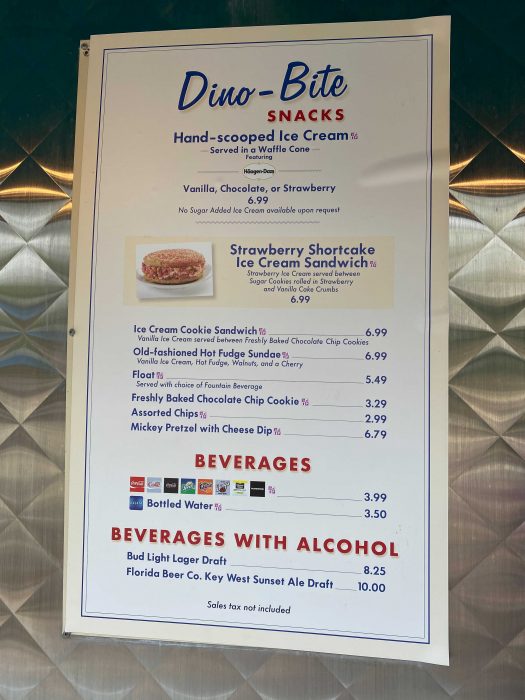 Dino-Bite
SNACKS
Hand-scooped Ice Cream
Served in a Waffle Cone
Featuring
Häagen-Dazs
Vanilla, Chocolate, or Strawberry
6.99
No Sugar Added Ice Cream available upon request
Strawberry Shortcake
Ice Cream Sandwich
Strawberry Ice Cream served between
Sugar Cookies rolled in Strawberry
and Vanilla Cake Crumbs
6.99
Ice Cream Cookie Sandwich 6.99
Vanilla Ice Cream served between Freshly Baked Chocolate Chip Cookies
Old-fashioned Hot Fudge Sundae 6.99
Vanilla Ice Cream, Hot Fudge, Walnuts, and a Cherry
Float 5.49
Served with choice of Fountain Beverage
Freshly Baked Chocolate Chip Cookie 3.29
Assorted Chips 2.99
Mickey Pretzel with Cheese Dip 6.79
BEVERAGES
3.99
Bottled Water 3.50
BEVERAGES WITH ALCOHOL
Bud Light Lager Draft 8.25
Florida Beer Co. Key West Sunset Ale Draft 10.00
Sales tax not included